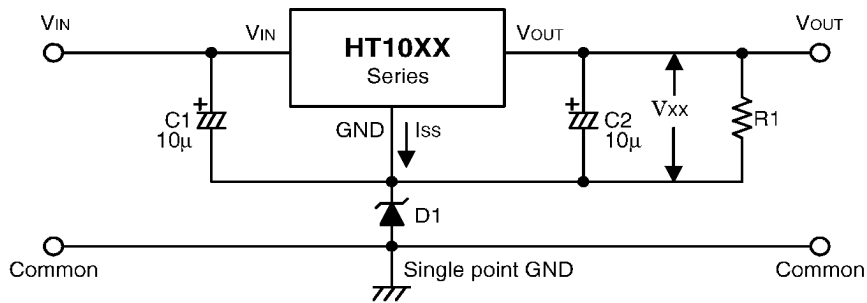 VIN
VIN
HT10XX
Series
VOUT
VOUT
C1
10μ
GND
ISS
C2
10μ
VXX
R1
D1
Common
Single point GND
Common